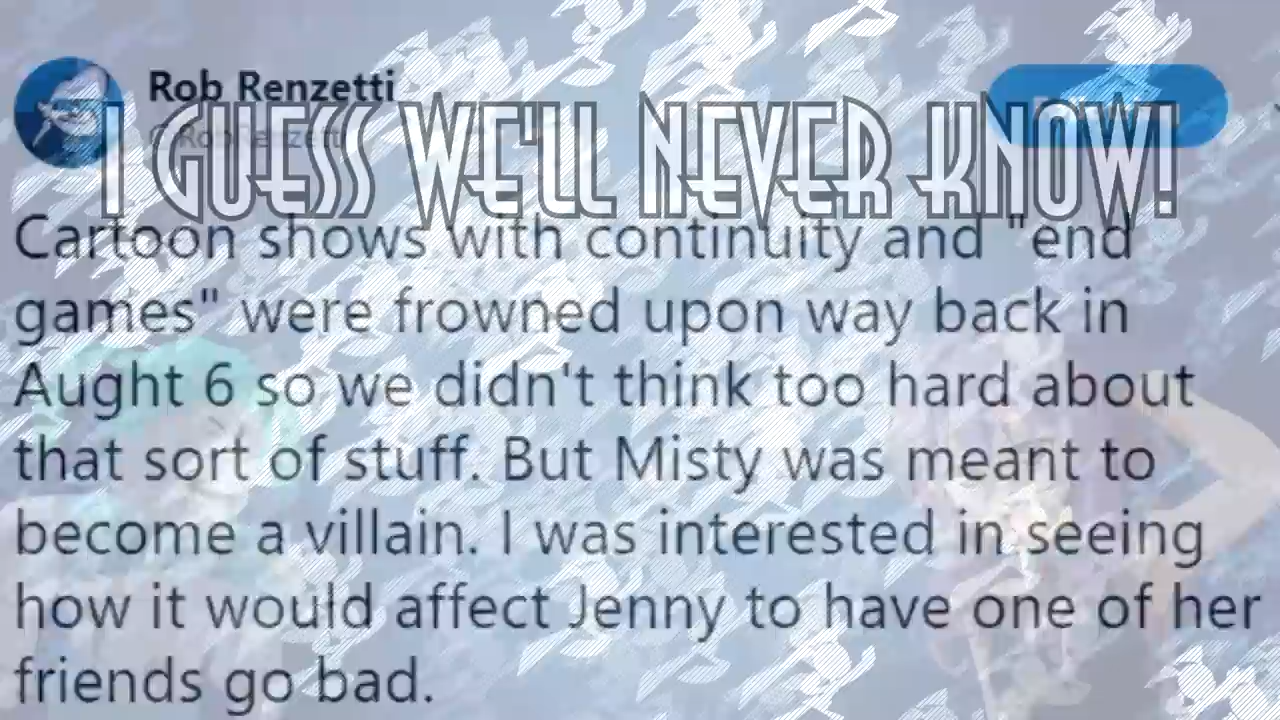 Rob Renzetti
@RobRenzetti
I GUESS WE'LL NEVER KNOW!
Cartoon shows with continuity and "end
games" were frowned upon way back in
Aught 6 so we didn't think too hard about
that sort of stuff. But Misty was meant to
become a villain. I was interested in seeing
how it would affect Jenny to have one of her
friends go bad.